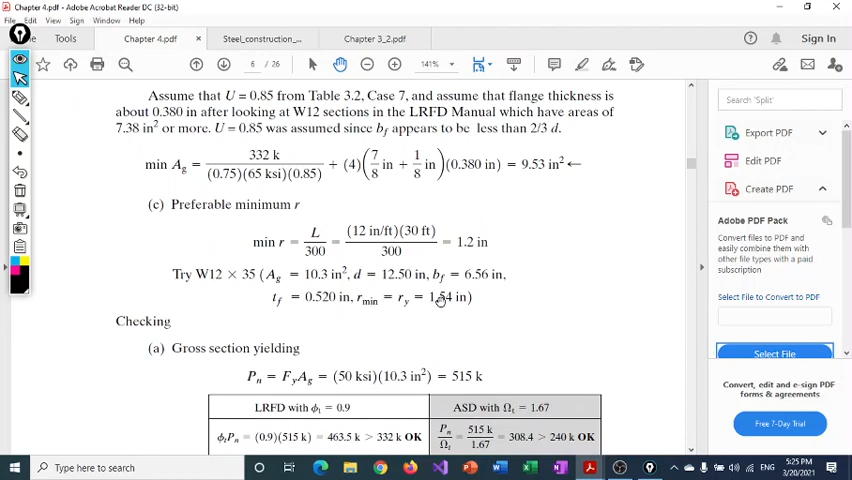 Chapter 4.pdf - Adobe Acrobat Reader DC (32-bit)
File Edit View Sign Window Help
Tools
Chapter 4.pdf
×
Steel_construction_...
Chapter 3_2.pdf
Sign In
6 / 26
141%
Assume that U = 0.85 from Table 3.2, Case 7, and assume that flange thickness is
about 0.380 in after looking at W12 sections in the LRFD Manual which have areas of
7.38 in² or more. U = 0.85 was assumed since bf appears to be less than 2/3 d.
min Ag = 332 k / (0.75)(65 ksi)(0.85) + (4)(7/8 in + 1/8 in)(0.380 in) = 9.53 in² ←
(c) Preferable minimum r
min r = L/300 = (12 in/ft)(30 ft)/300 = 1.2 in
Try W12 × 35 (Ag = 10.3 in², d = 12.50 in, bf = 6.56 in,
tf = 0.520 in, rmin = ry = 1.54 in)
Checking
(a) Gross section yielding
Pn = FyAg = (50 ksi)(10.3 in²) = 515 k
LRFD with ϕt = 0.9
ASD with Ωt = 1.67
ϕtPn = (0.9)(515 k) = 463.5 k > 332 k OK
Pn/Ωt = 515 k/1.67 = 308.4 > 240 k OK
Search 'Split'
Export PDF
Edit PDF
Create PDF
Adobe PDF Pack
Convert files to PDF and
easily combine them with
other file types with a paid
subscription
Select File to Convert to PDF
Select File
Convert, edit and e-sign PDF
forms & agreements
Free 7-Day Trial
Type here to search
ENG
5:25 PM
3/20/2021